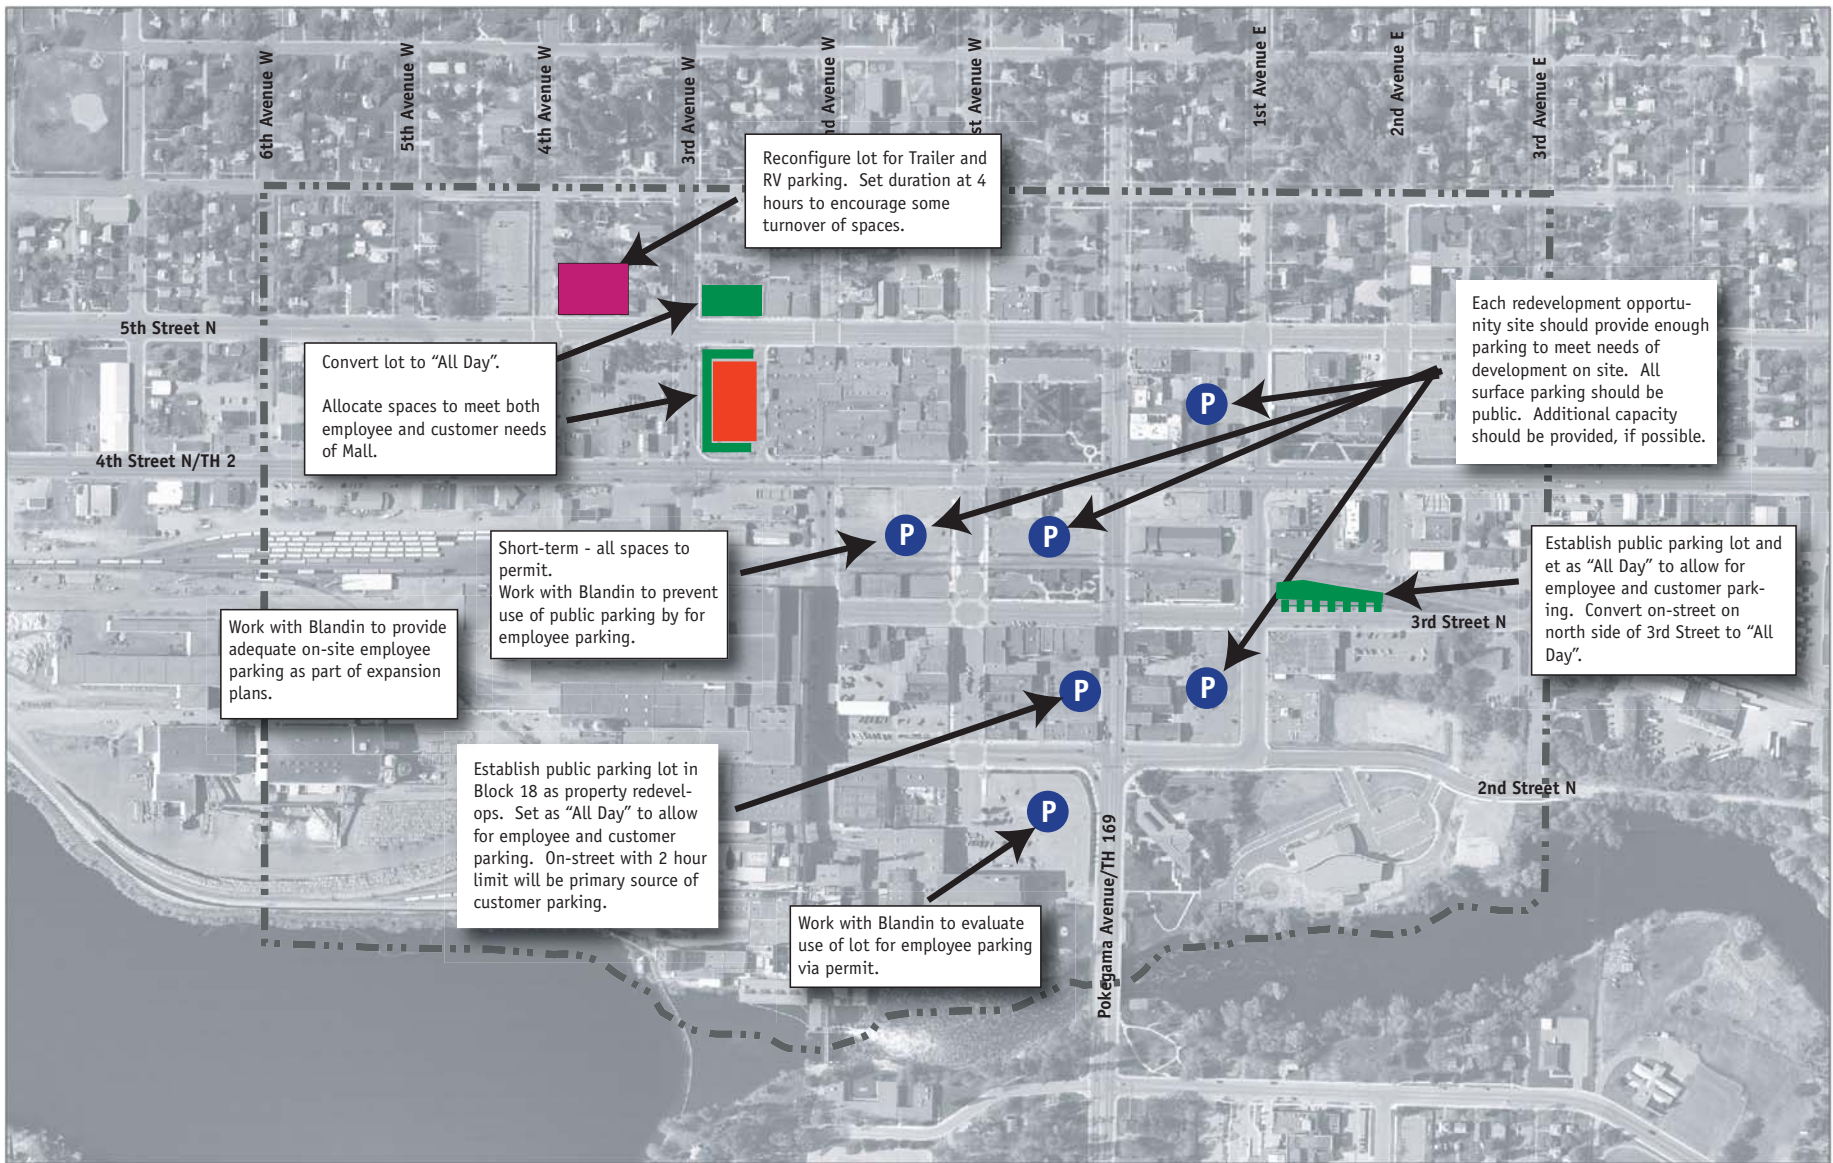 6th Avenue W
5th Avenue W
4th Avenue W
3rd Avenue W
nd Avenue W
st Avenue W
1st Avenue E
2nd Avenue E
3rd Avenue E
Reconfigure lot for Trailer and
RV parking. Set duration at 4
hours to encourage some
turnover of spaces.
5th Street N
Convert lot to “All Day”.
Allocate spaces to meet both
employee and customer needs
of Mall.
Each redevelopment opportu-
nity site should provide enough
parking to meet needs of
development on site. All
surface parking should be
public. Additional capacity
should be provided, if possible.
P
4th Street N/TH 2
P
P
Short-term - all spaces to
permit.
Work with Blandin to prevent
use of public parking by for
employee parking.
Establish public parking lot and
et as “All Day” to allow for
employee and customer park-
ing. Convert on-street on
north side of 3rd Street to “All
Day”.
3rd Street N
Work with Blandin to provide
adequate on-site employee
parking as part of expansion
plans.
P
P
Establish public parking lot in
Block 18 as property redevel-
ops. Set as “All Day” to allow
for employee and customer
parking. On-street with 2 hour
limit will be primary source of
customer parking.
2nd Street N
P
Pokegama Avenue/TH 169
Work with Blandin to evaluate
use of lot for employee parking
via permit.